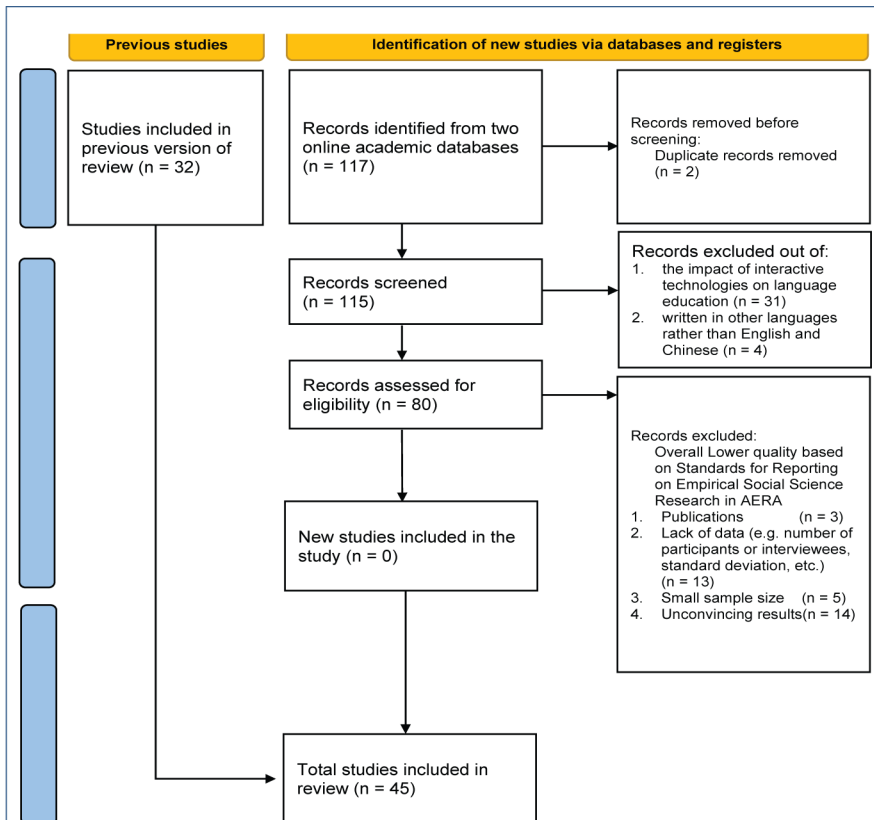 Previous studies
Identification of new studies via databases and registers
Studies included in
previous version of
review (n = 32)
Records identified from two
online academic databases
(n = 117)
Records removed before
screening:
Duplicate records removed
(n = 2)
Records screened
(n = 115)
Records excluded out of:
1. the impact of interactive
technologies on language
education (n = 31)
2. written in other languages
rather than English and
Chinese (n = 4)
Records assessed for
eligibility (n = 80)
Records excluded:
Overall Lower quality based
on Standards for Reporting
on Empirical Social Science
Research in AERA
1. Publications (n = 3)
2. Lack of data (e.g. number of
participants or interviewees,
standard deviation, etc.)
(n = 13)
3. Small sample size (n = 5)
4. Unconvincing results(n = 14)
New studies included in the
study (n = 0)
Total studies included in
review (n = 45)